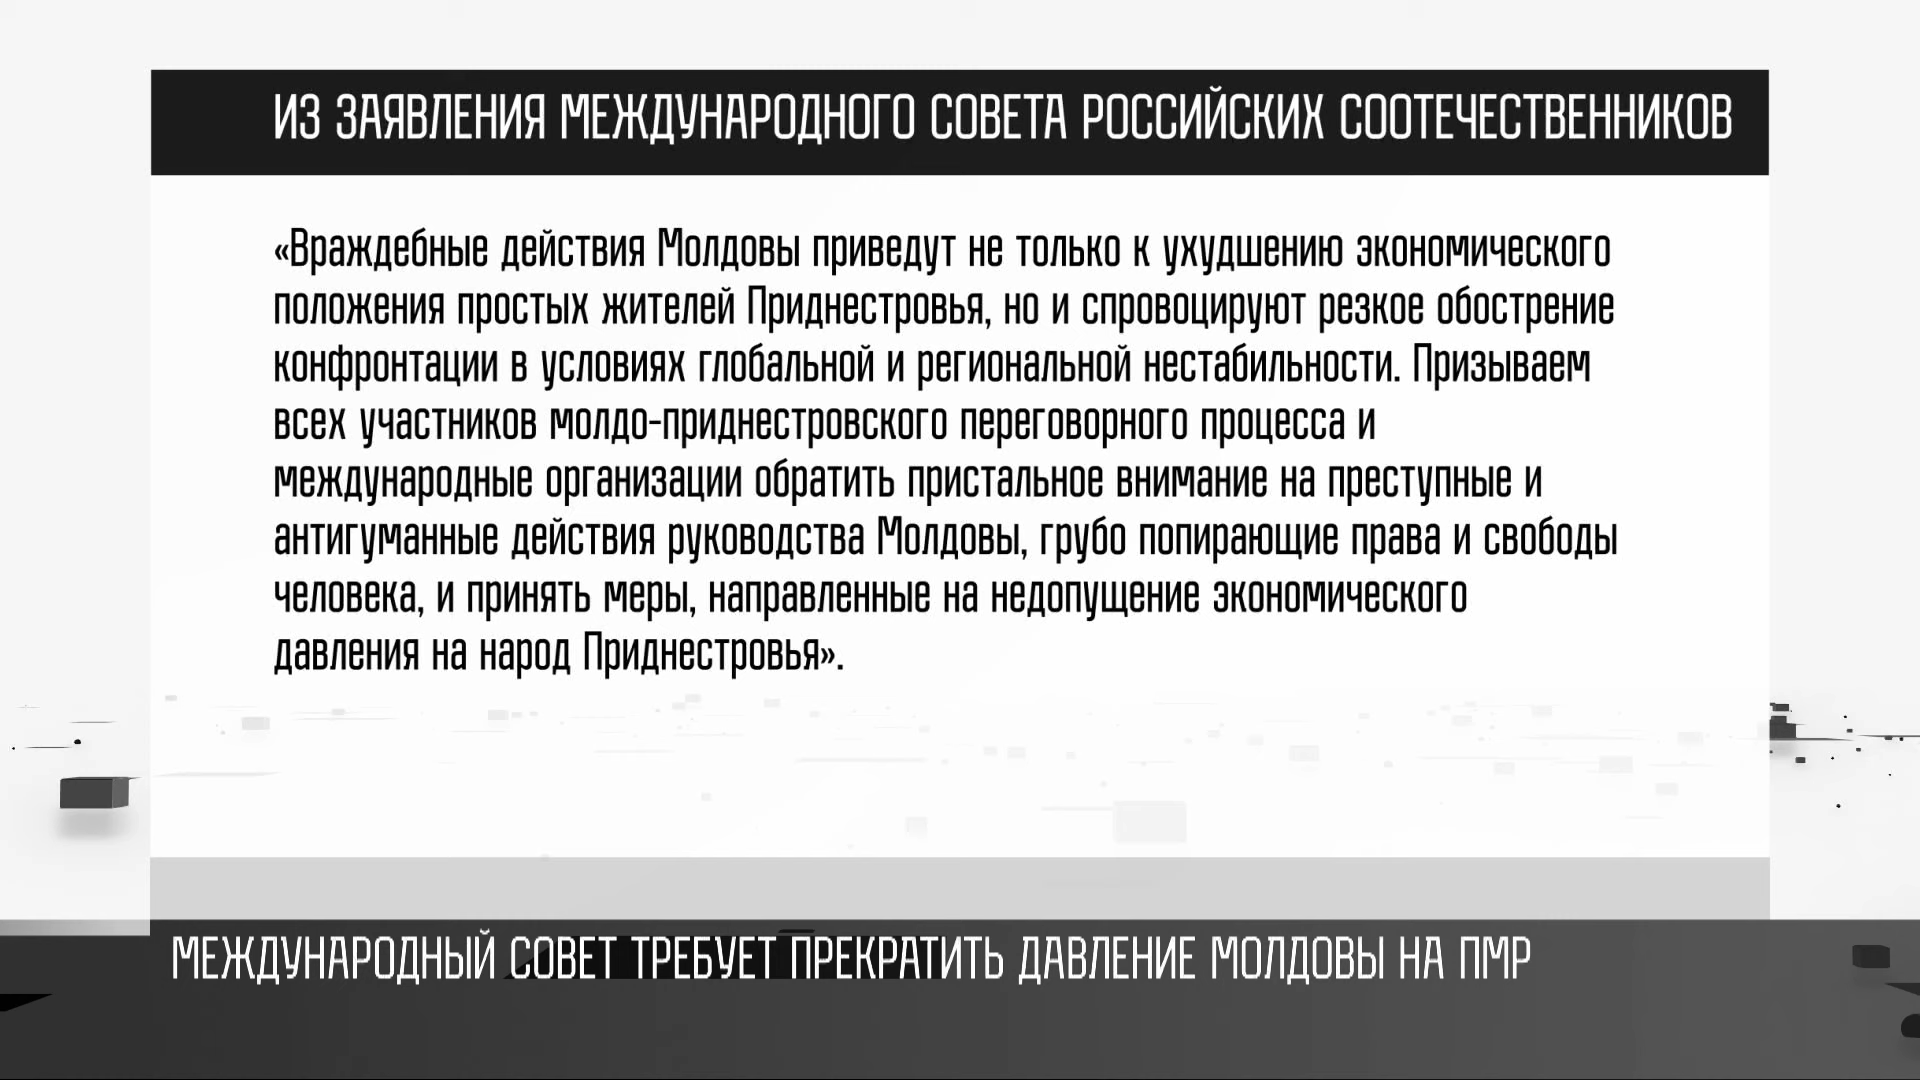 ИЗ ЗАЯВЛЕНИЯ МЕЖДУНАРОДНОГО СОВЕТА РОССИЙСКИХ СООТЕЧЕСТВЕННИКОВ
«Враждебные действия Молдовы приведут не только к ухудшению экономического
положения простых жителей Приднестровья, но и спровоцируют резкое обострение
конфронтации в условиях глобальной и региональной нестабильности. Призываем
всех участников молдо-приднестровского переговорного процесса и
международные организации обратить пристальное внимание на преступные и
антигуманные действия руководства Молдовы, грубо попирающие права и свободы
человека, и принять меры, направленные на недопущение экономического
давления на народ Приднестровья».
МЕЖДУНАРОДНЫЙ СОВЕТ ТРЕБУЕТ ПРЕКРАТИТЬ ДАВЛЕНИЕ МОЛДОВЫ НА ПМР